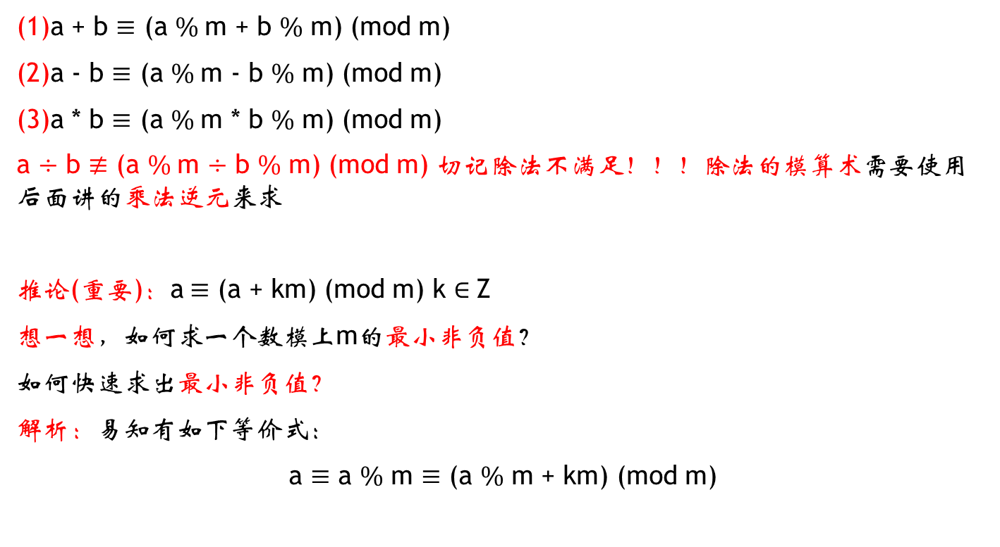 (1)a + b ≡ (a % m + b % m) (mod m)
(2)a - b ≡ (a % m - b % m) (mod m)
(3)a * b ≡ (a % m * b % m) (mod m)
a ÷ b ≢ (a % m ÷ b % m) (mod m) 切记除法不满足！！！除法的模算术需要使用
后面讲的乘法逆元来求
推论(重要)：a ≡ (a + km) (mod m) k ∈ Z
想一想，如何求一个数模上m的最小非负值？
如何快速求出最小非负值？
解析：易知有如下等价式：
a ≡ a % m ≡ (a % m + km) (mod m)